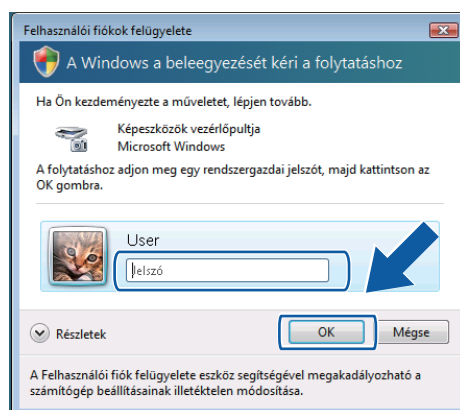 Felhasználói fiókok felügyelete
A Windows a beleegyezését kéri a folytatáshoz
Ha Ön kezdeményezte a műveletet, lépjen tovább.
Képeszközök vezérlőpultja
Microsoft Windows
A folytatáshoz adjon meg egy rendszergazdai jelszót, majd kattintson az
OK gombra.
User
Jelszó
Részletek
OK
Mégse
A Felhasználói fiók felügyelete eszköz segítségével megakadályozható a
számítógép beállításainak illetéktelen módosítása.